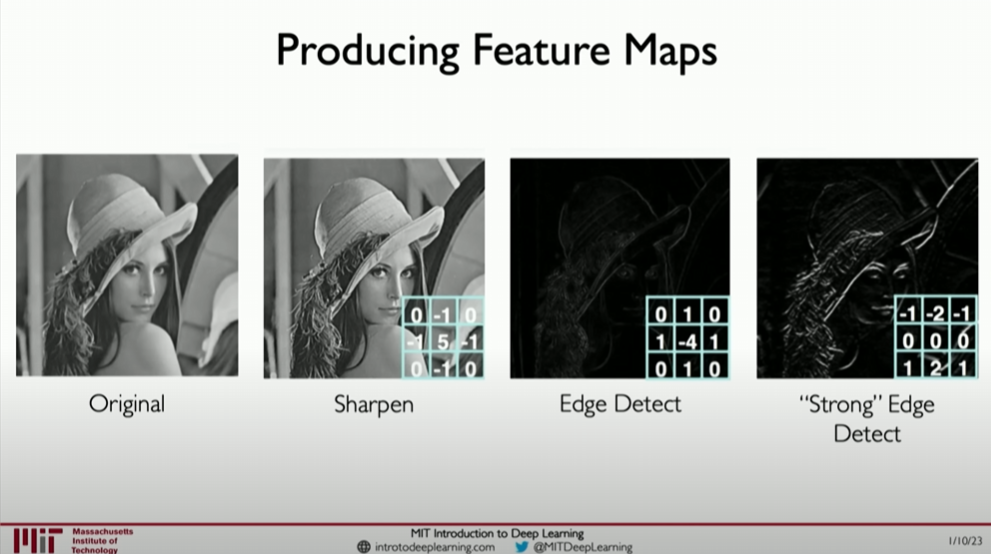 Producing Feature Maps
0 -1 0
-1 5 -1
0 -1 0
0 1 0
1 -4 1
0 1 0
-1 -2 -1
0 0 0
1 2 1
Original
Sharpen
Edge Detect
“Strong” Edge
Detect
Massachusetts
Institute of
Technology
MIT Introduction to Deep Learning
introtodeeplearning.com @MITDeepLearning
1/10/23